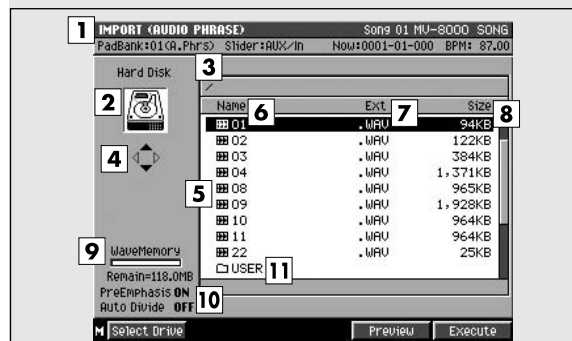 IMPORT (AUDIO PHRASE) Song 01 MV-8000 SONG
1
PadBank:01(A.Phrs) Slider:AUX/In Now:0001-01-000 BPM: 87.00
Hard Disk
3
/
2
Name 6 Ext 7 Size 8
01 .WAV 94KB
02 .WAV 122KB
4
03 .WAV 384KB
04 .WAV 1,371KB
5
08 .WAV 965KB
09 .WAV 1,928KB
10 .WAV 964KB
11 .WAV 964KB
9
WaveMemory
22 .WAV 25KB
USER 11
Remain=118.0MB
PreEmphasis ON 10
Auto Divide OFF
M Select Drive Preview Execute